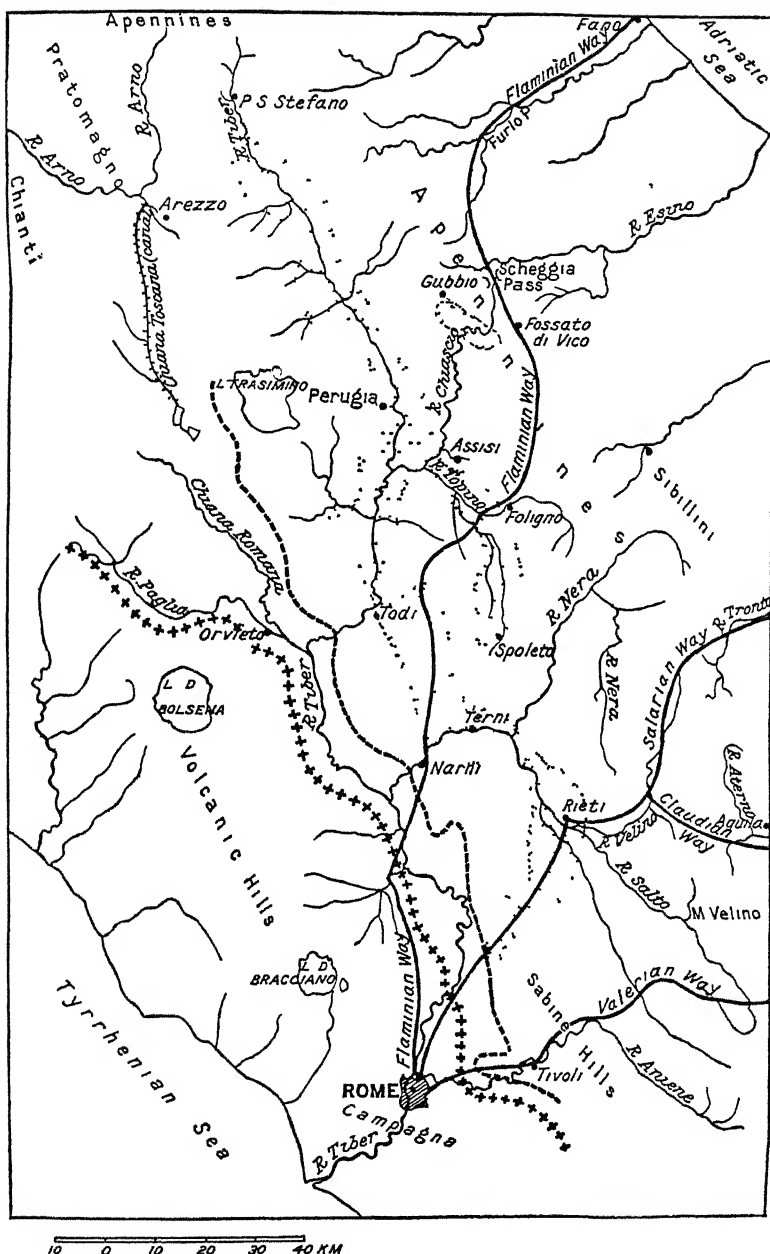 Apennines
Fano
Adriatic
Sea
Flaminian Way
Pratomagno
R Arno
R Tiber
P S Stefano
Furlop
R Arno
Chianti
Arezzo
Apennines
R Esino
Chiana Toscana (canal)
Scheggia
Pass
Gubbio
Fossato
di Vico
R Chiasco
L TRASIMINO
Perugia
Flaminian Way
Assisi
R Topino
Sibillini
Chiana Romana
Foligno
R Paglia
R Nera
Orvieto
Todi
R Tronto
Spoleto
R Nera
Salarian Way
L D
BOLSENA
R Tiber
Terni
Narni
R Aterno
Volcanic Hills
Rieti
R Velino
Claudian
Way
Aquila
R Salto
M Velino
L D
BRACCIANO
Flaminian Way
Sabine
Hills
Valerian Way
Tyrrhenian Sea
Tivoli
R Aniene
ROME
Campagna
R Tiber
10 0 10 20 30 40 KM